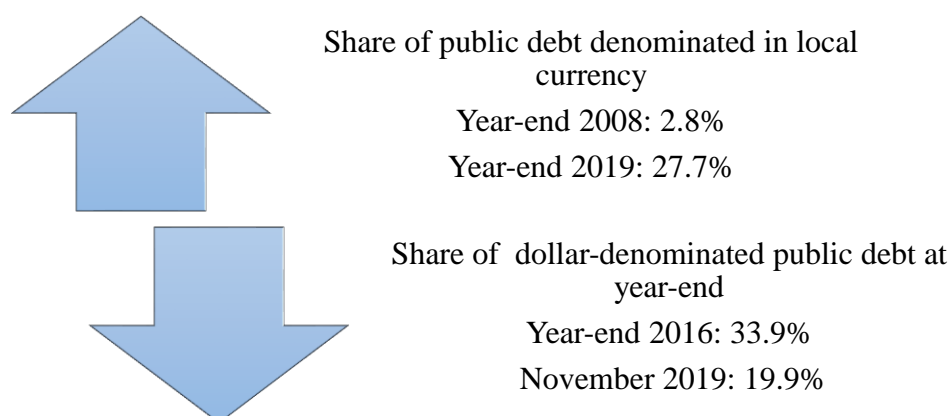 Share of public debt denominated in local
currency
Year-end 2008: 2.8%
Year-end 2019: 27.7%
Share of dollar-denominated public debt at
year-end
Year-end 2016: 33.9%
November 2019: 19.9%